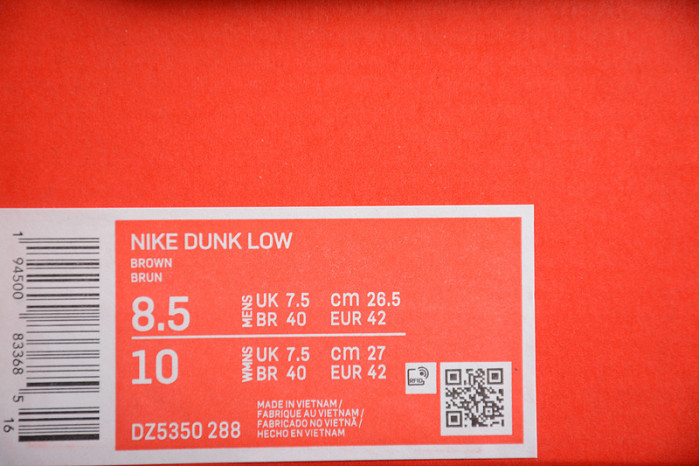 NIKE DUNK LOW
BROWN
BRUN
8.5 MENS UK 7.5 cm 26.5
BR 40 EUR 42
10 WMNS UK 7.5 cm 27
BR 40 EUR 42
RFID
MADE IN VIETNAM /
FABRIQUE AU VIETNAM /
FABRICADO NO VIETNÃ /
HECHO EN VIETNAM
DZ5350 288
1 94500 83368 5 16